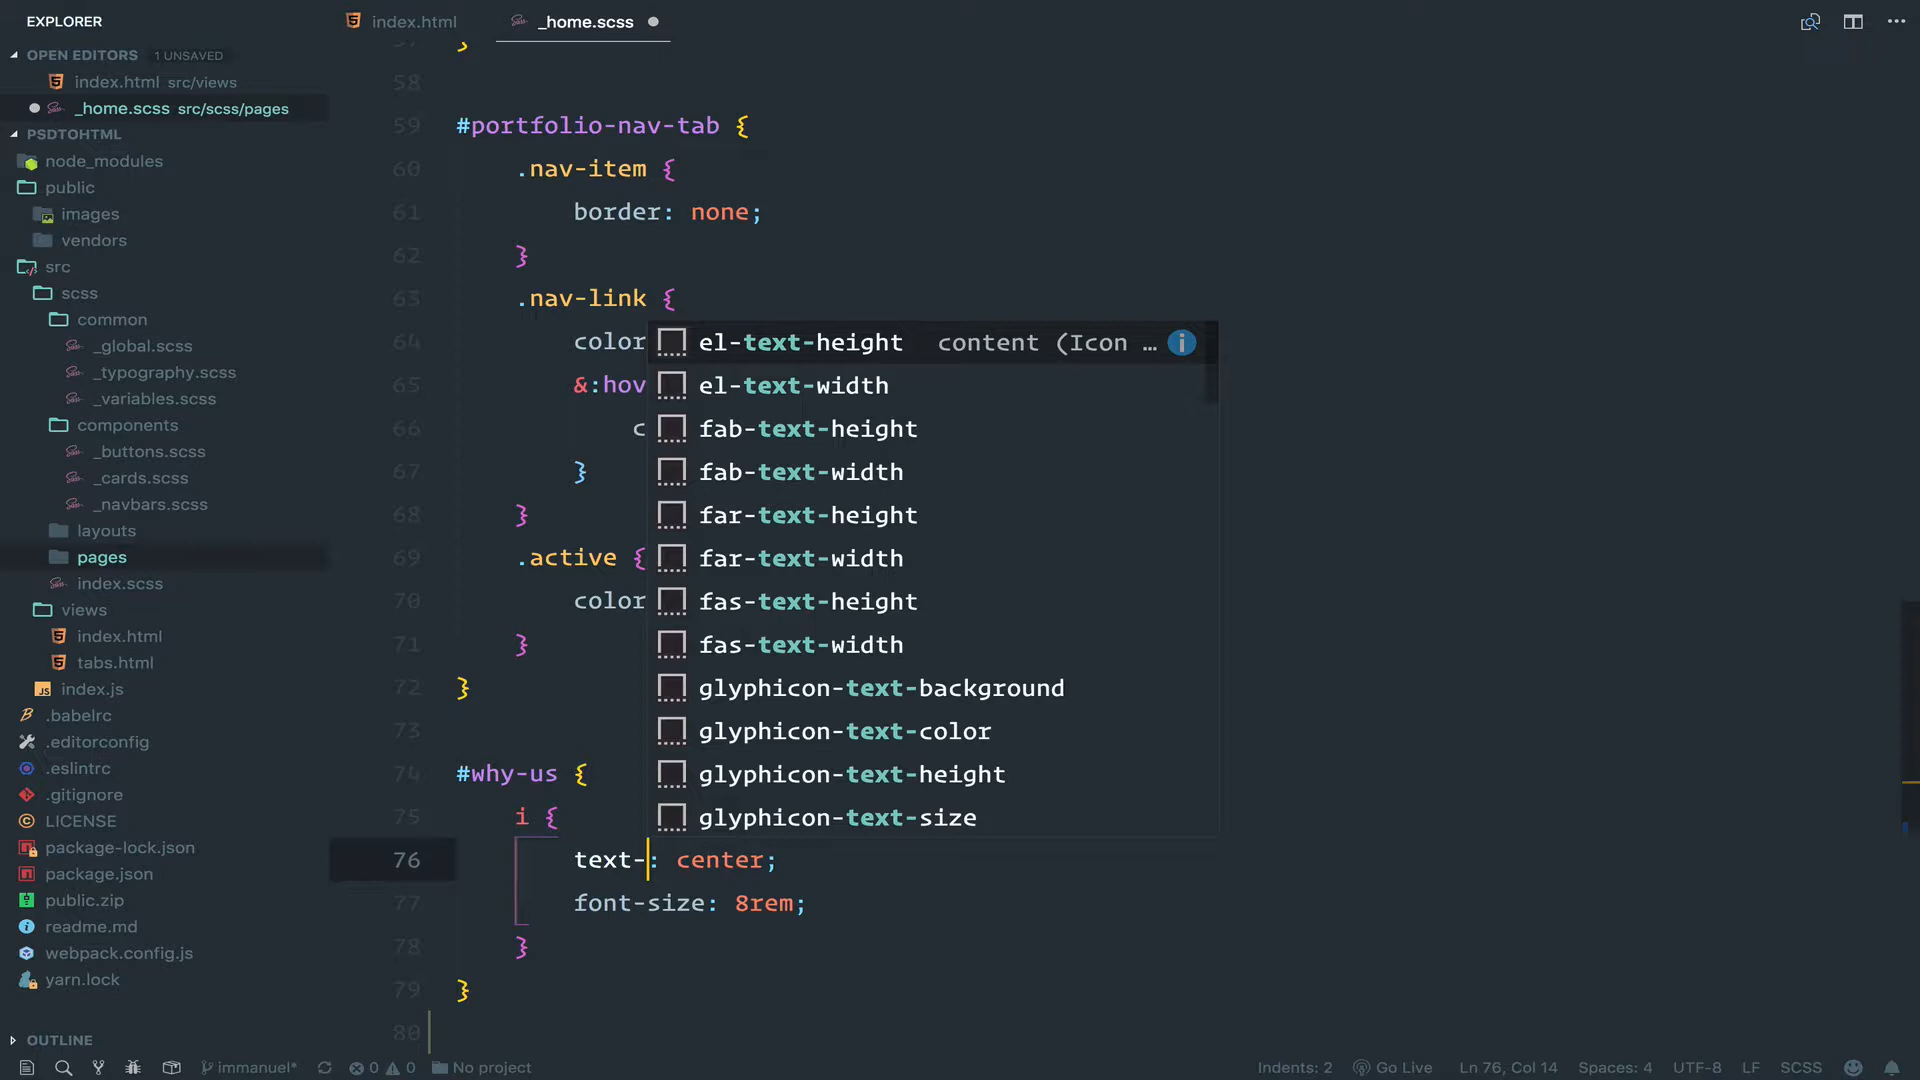 EXPLORER
OPEN EDITORS 1 UNSAVED
index.html src/views
_home.scss src/scss/pages
PSDTOHTML
node_modules
public
images
vendors
src
scss
common
_global.scss
_typography.scss
_variables.scss
components
_buttons.scss
_cards.scss
_navbars.scss
layouts
pages
index.scss
views
index.html
tabs.html
index.js
.babelrc
.editorconfig
.eslintrc
.gitignore
LICENSE
package-lock.json
package.json
public.zip
readme.md
webpack.config.js
yarn.lock
OUTLINE
index.html
_home.scss
57 }
58
59 #portfolio-nav-tab {
60 .nav-item {
61 border: none;
62 }
63 .nav-link {
64 color
65 &:hov
66 c
67 }
68 }
69 .active {
70 color
71 }
72 }
73
74 #why-us {
75 i {
76 text-: center;
77 font-size: 8rem;
78 }
79 }
80
el-text-height content (Icon …
el-text-width
fab-text-height
fab-text-width
far-text-height
far-text-width
fas-text-height
fas-text-width
glyphicon-text-background
glyphicon-text-color
glyphicon-text-height
glyphicon-text-size
immanuel* 0 0 No project
Indents: 2 Go Live Ln 76, Col 14 Spaces: 4 UTF-8 LF SCSS